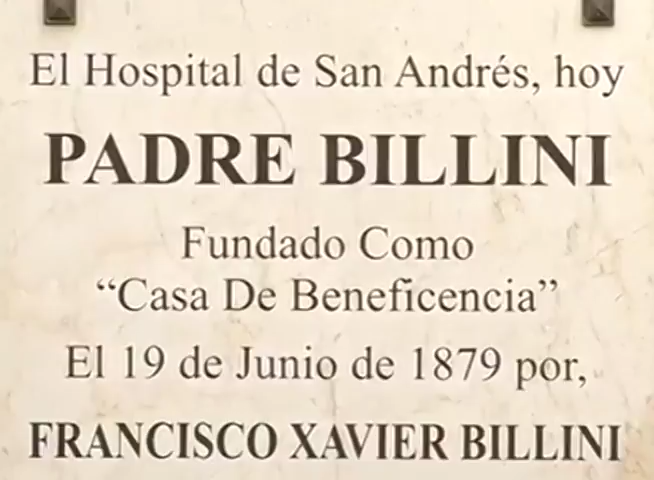 El Hospital de San Andrés, hoy
PADRE BILLINI
Fundado Como
“Casa De Beneficencia”
El 19 de Junio de 1879 por,
FRANCISCO XAVIER BILLINI